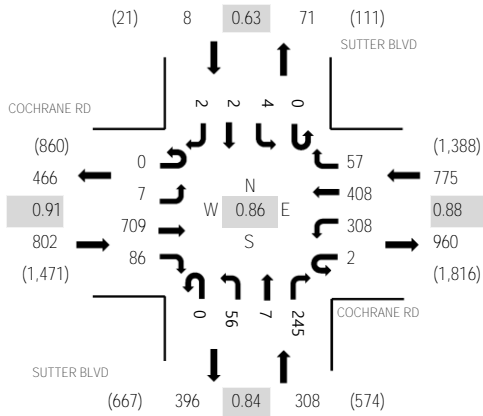 (21) 8 0.63 71 (111)
SUTTER BLVD
2 2 4 0
COCHRANE RD
(860) (1,388)
0 57
466 775
7 N 408
0.91 W 0.86 E 0.88
709 308
802 S 960
86 2
(1,471) (1,816)
0 56 7 245
COCHRANE RD
SUTTER BLVD
(667) 396 0.84 308 (574)